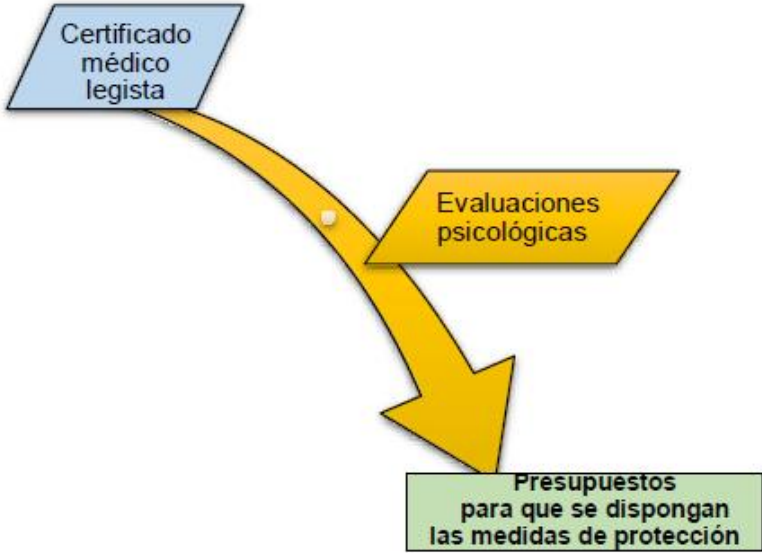 Certificado
médico
legista
Evaluaciones
psicológicas
Presupuestos
para que se dispongan
las medidas de protección